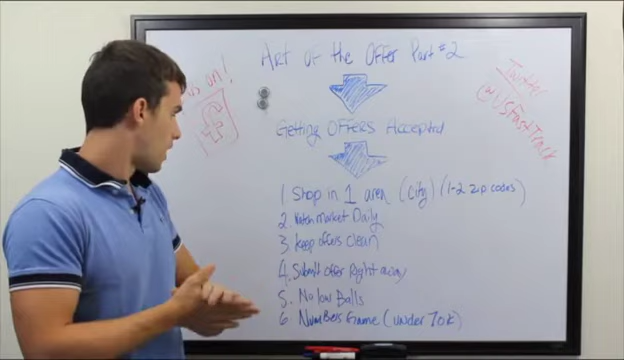 Art of the Offer Part #2
us on!
f
Twitter
@USFastTrack
Getting OFFERS Accepted
1 Shop in 1 area (City) (1-2 zip codes)
2. Watch market Daily
3 Keep offers clean
4. Submit offer Right away
5. No low Balls
6 Numbers Game (under 70k)